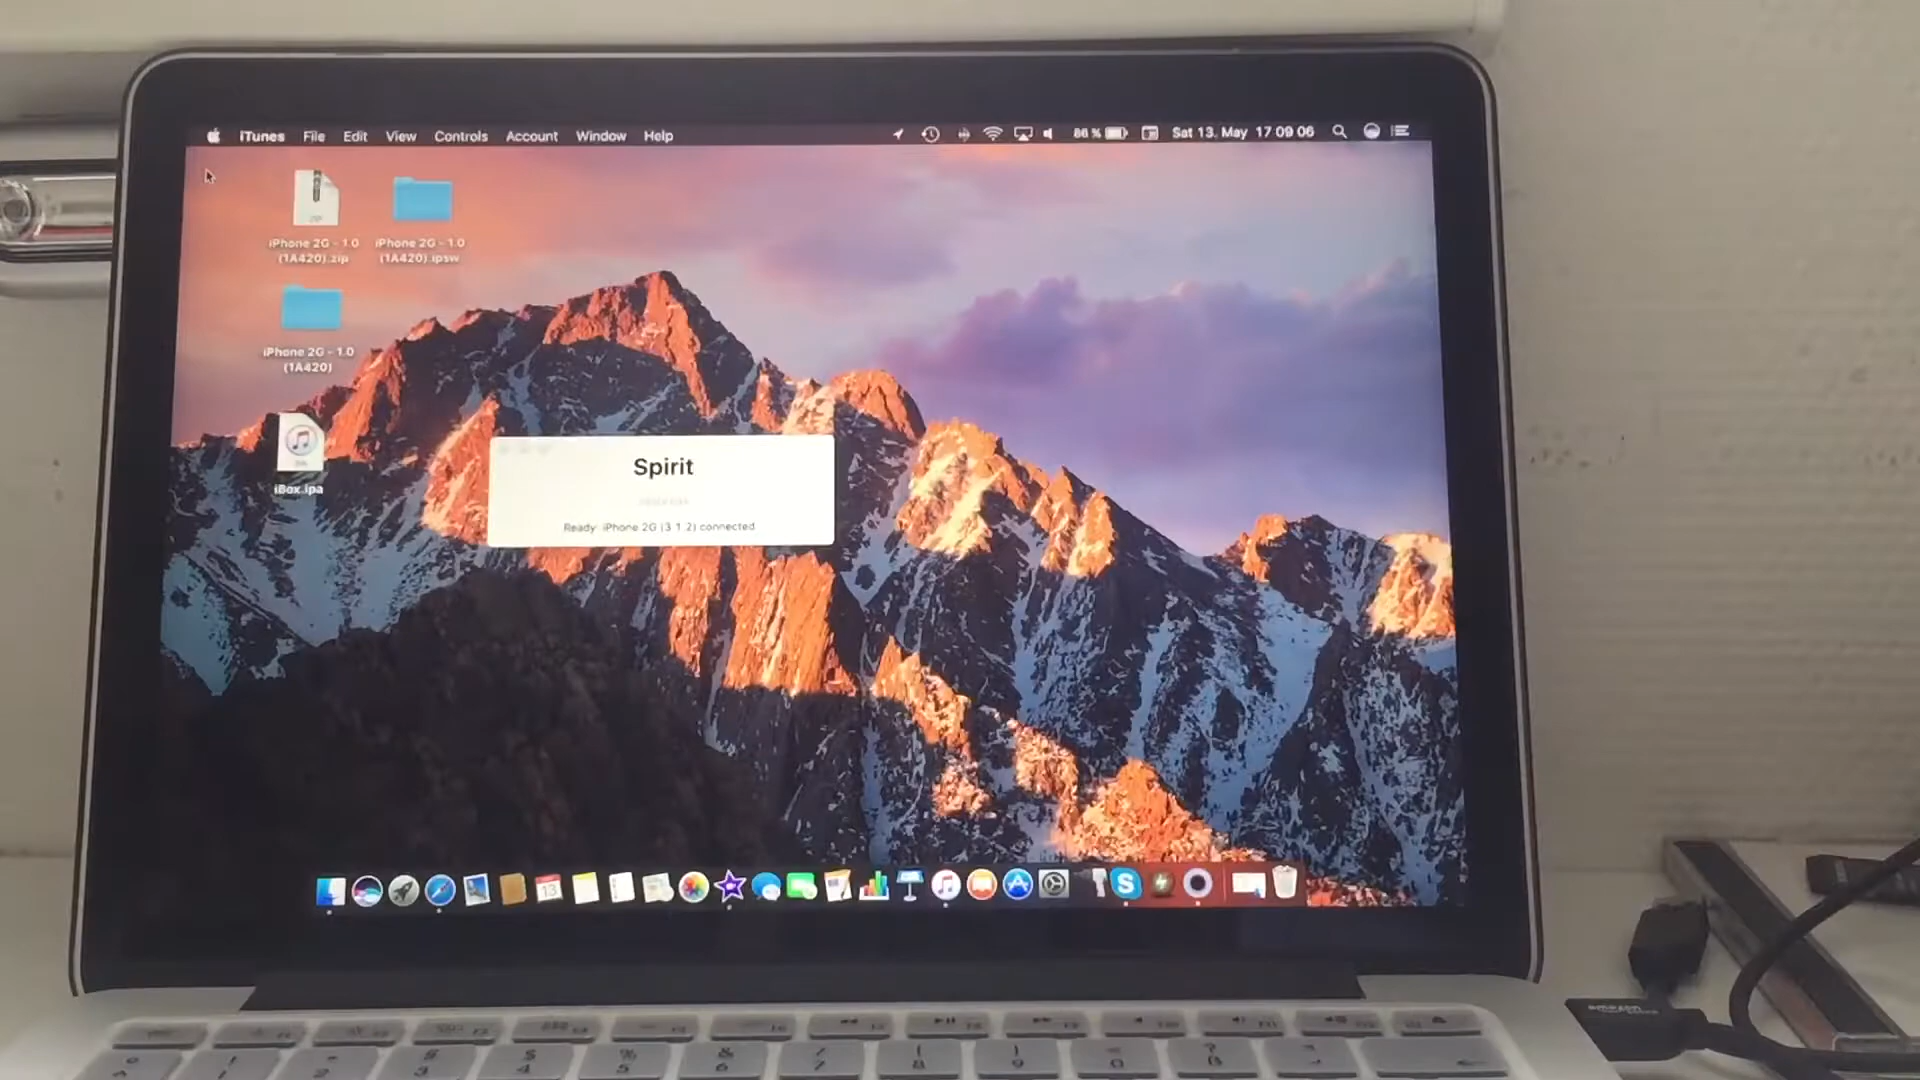 iTunes File Edit View Controls Account Window Help
86 % Sat 13. May 17 09 06
iPhone 2G - 1.0
(1A420).zip
iPhone 2G - 1.0
(1A420).ipsw
iPhone 2G - 1.0
(1A420)
iBox.ipa
Spirit
Ready: iPhone 2G (3.1.2) connected
13
amazon